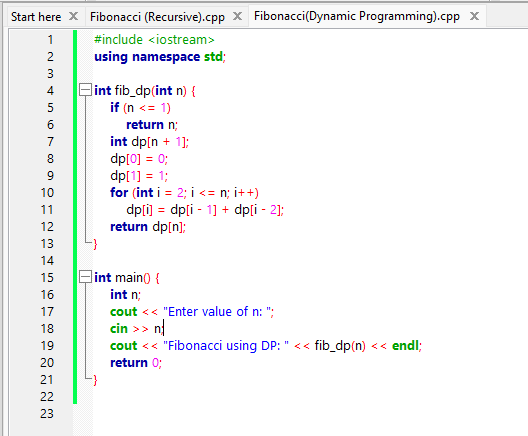 Start here X Fibonacci (Recursive).cpp X Fibonacci(Dynamic Programming).cpp X
1 #include <iostream>
2 using namespace std;
3
4 int fib_dp(int n) {
5 if (n <= 1)
6 return n;
7 int dp[n + 1];
8 dp[0] = 0;
9 dp[1] = 1;
10 for (int i = 2; i <= n; i++)
11 dp[i] = dp[i - 1] + dp[i - 2];
12 return dp[n];
13 }
14
15 int main() {
16 int n;
17 cout << "Enter value of n: ";
18 cin >> n;
19 cout << "Fibonacci using DP: " << fib_dp(n) << endl;
20 return 0;
21 }
22
23